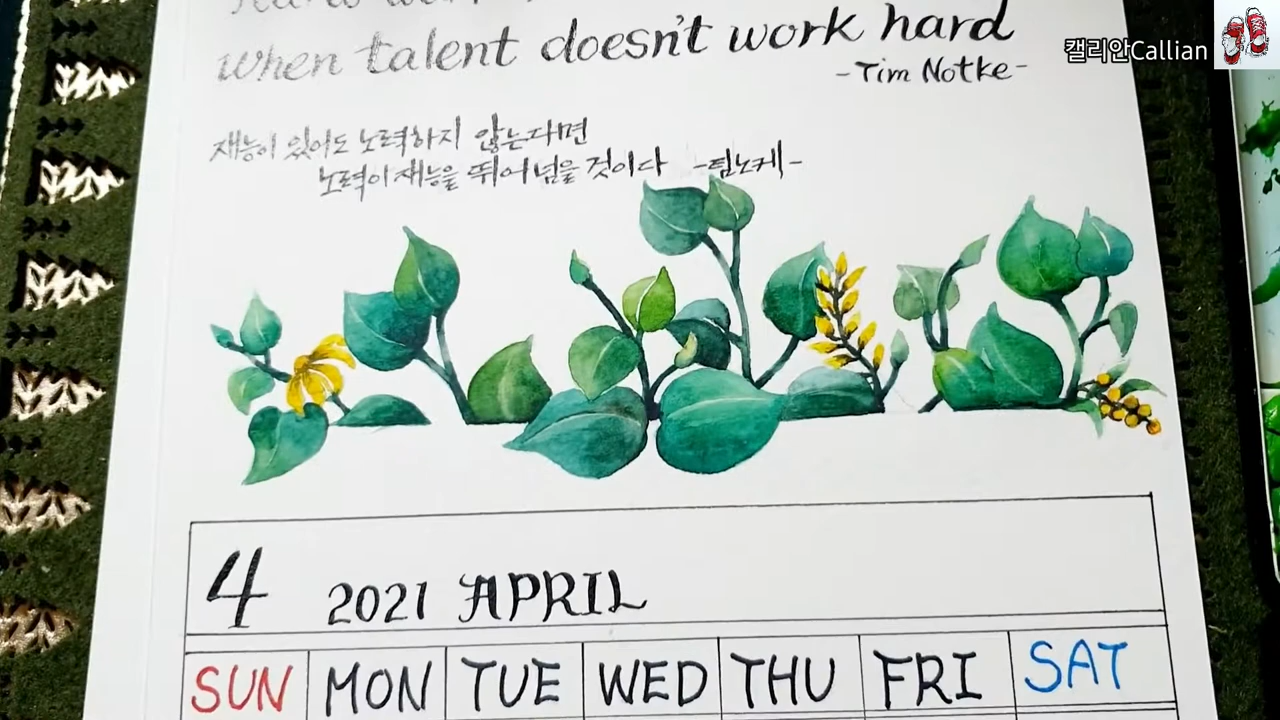 when talent doesn't work hard
-Tim Notke-
캘리안Callian
재능이 있어도 노력하지 않는다면
노력이 재능을 뛰어넘을 것이다 -팀노케-
4 2021 APRIL
SUN MON TUE WED THU FRI SAT